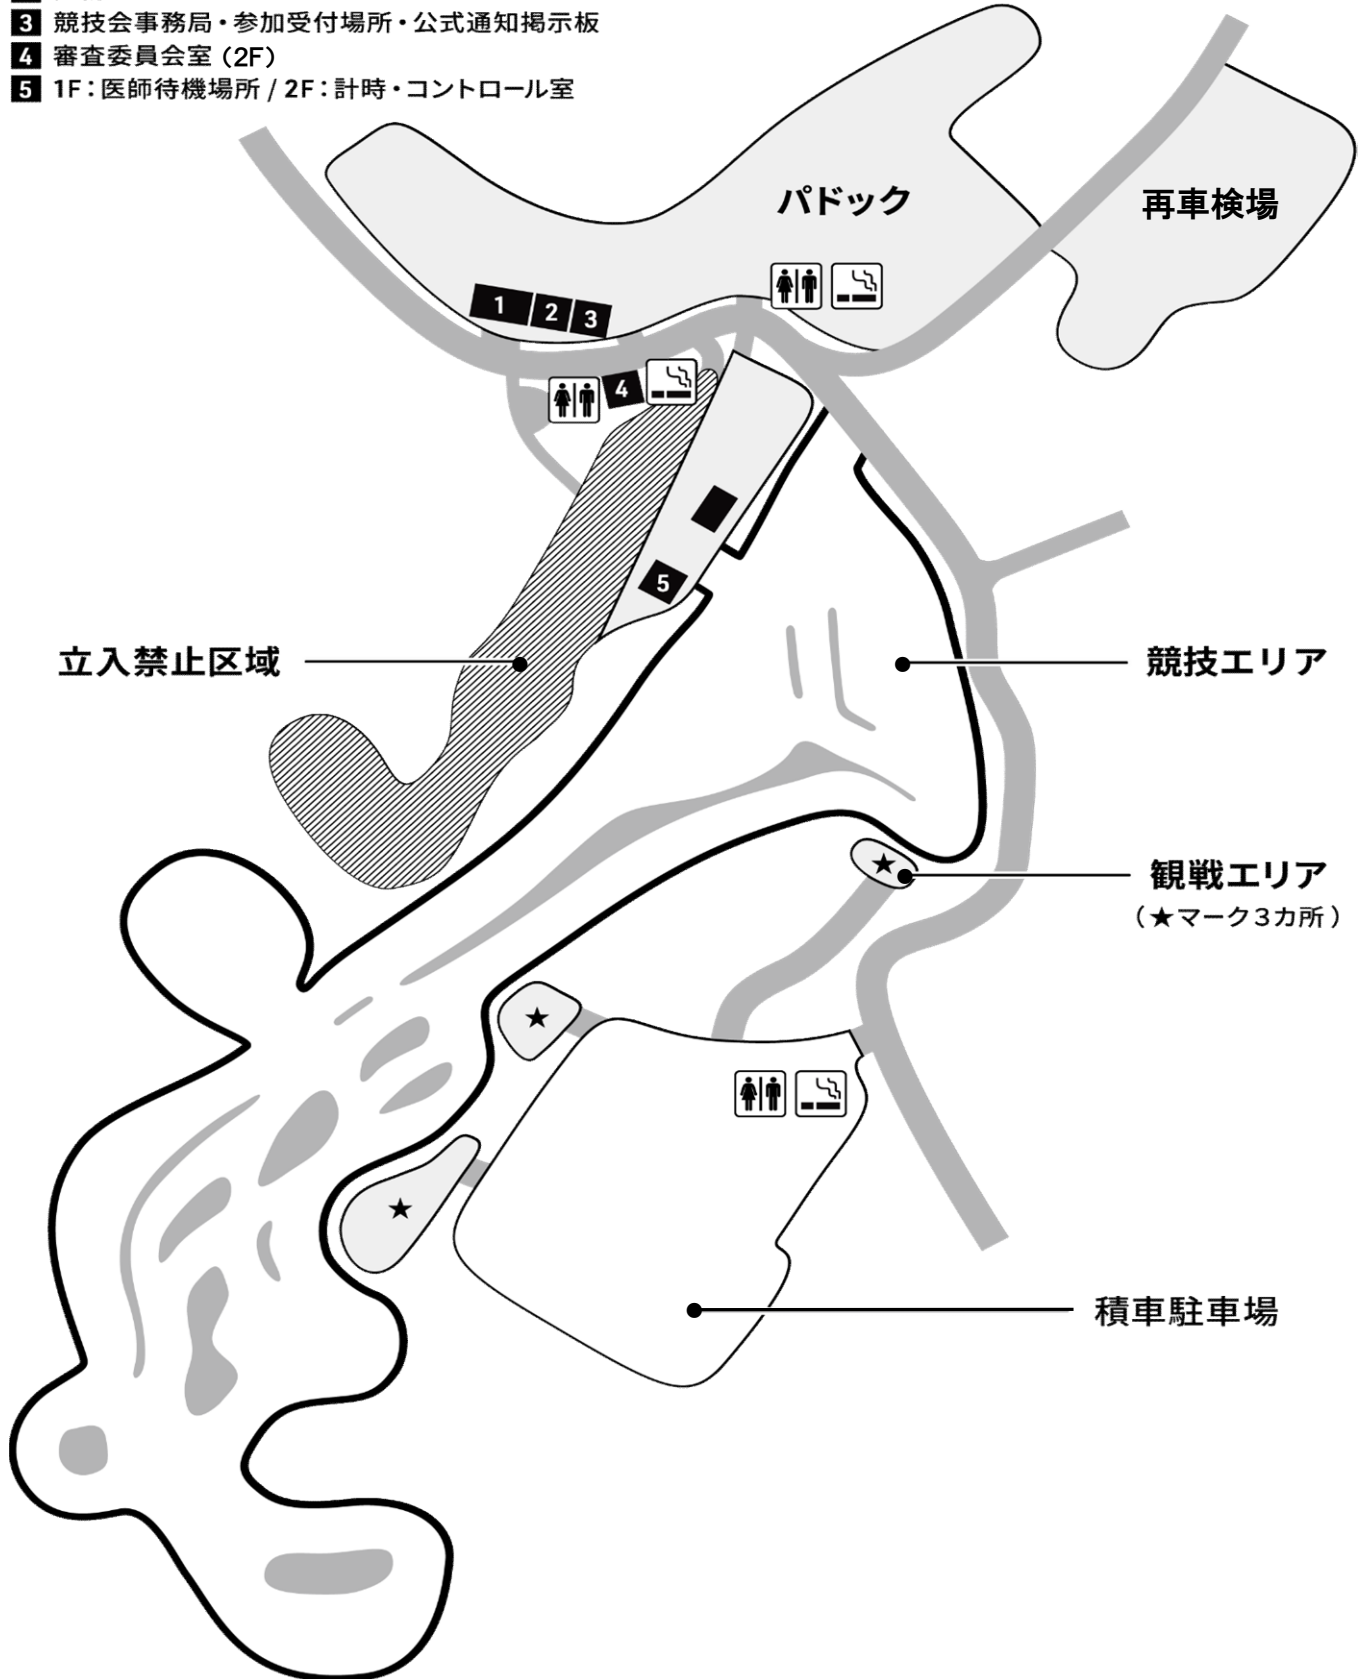 3 競技会事務局・参加受付場所・公式通知掲示板
4 審査委員会室（2F）
5 1F：医師待機場所 / 2F：計時・コントロール室
パドック
再車検場
1
2
3
4
5
立入禁止区域
競技エリア
★
観戦エリア
（★マーク3カ所）
★
★
積車駐車場